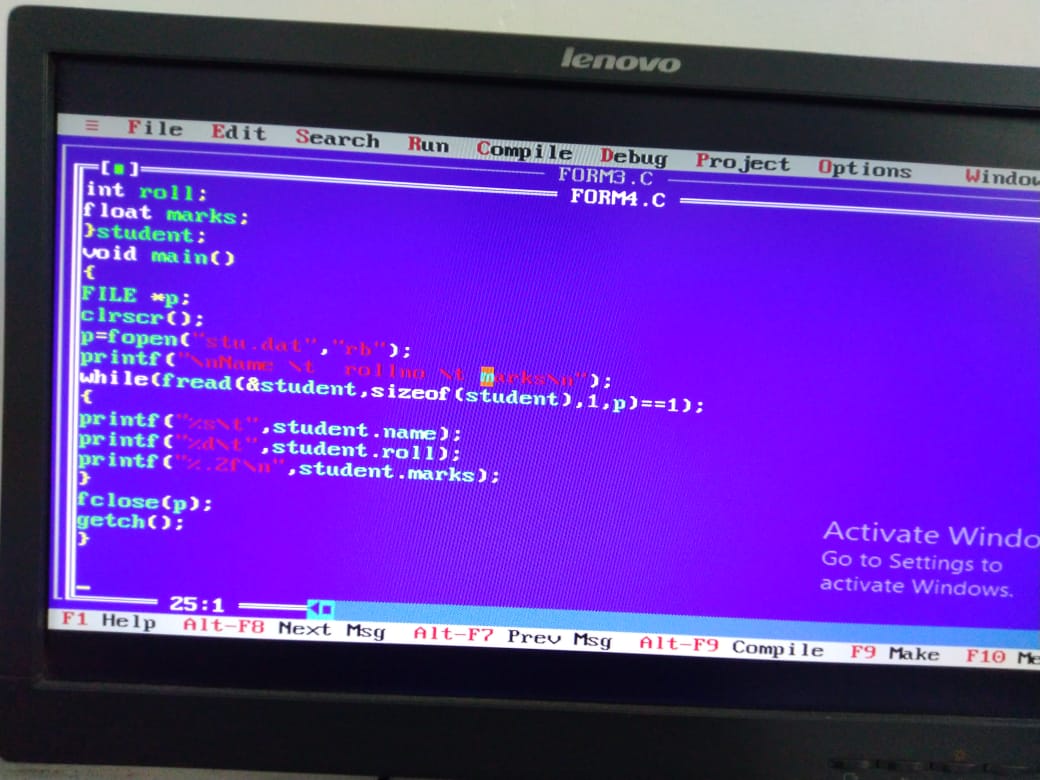 lenovo
≡ File Edit Search Run Compile Debug Project Options Window
FORM3.C
[■] FORM4.C
int roll;
float marks;
}student;
void main()
{
FILE *p;
clrscr();
p=fopen("stu.dat","rb");
printf("\nName \t rollno \t marks\n");
while(fread(&student,sizeof(student),1,p)==1);
{
printf("%s\t",student.name);
printf("%d\t",student.roll);
printf("%.2f\n",student.marks);
}
fclose(p);
getch();
}
Activate Windo
Go to Settings to
activate Windows.
25:1
F1 Help Alt-F8 Next Msg Alt-F7 Prev Msg Alt-F9 Compile F9 Make F10 Me